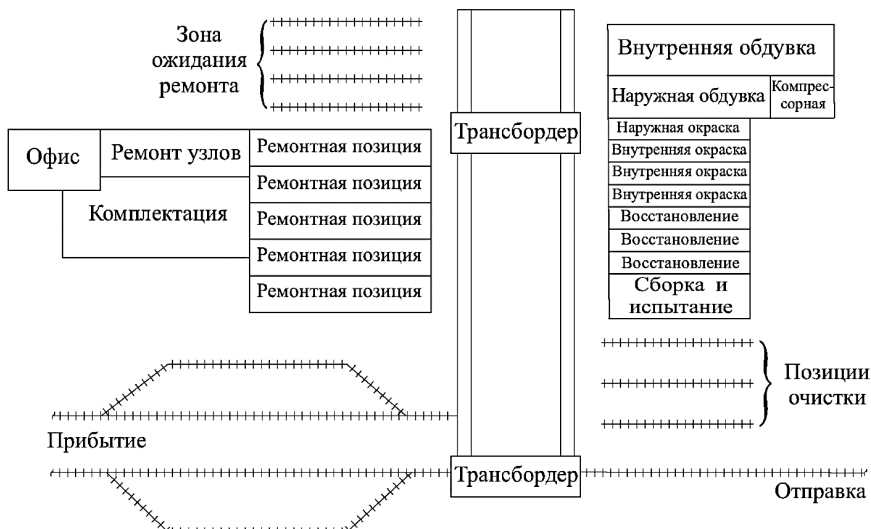 Зона
ожидания
ремонта
Внутренняя обдувка
Наружная обдувка
Компрес-
сорная
Трансбордер
Офис
Ремонт узлов
Комплектация
Ремонтная позиция
Ремонтная позиция
Ремонтная позиция
Ремонтная позиция
Ремонтная позиция
Наружная окраска
Внутренняя окраска
Внутренняя окраска
Внутренняя окраска
Восстановление
Восстановление
Восстановление
Сборка и
испытание
Позиции
очистки
Прибытие
Трансбордер
Отправка